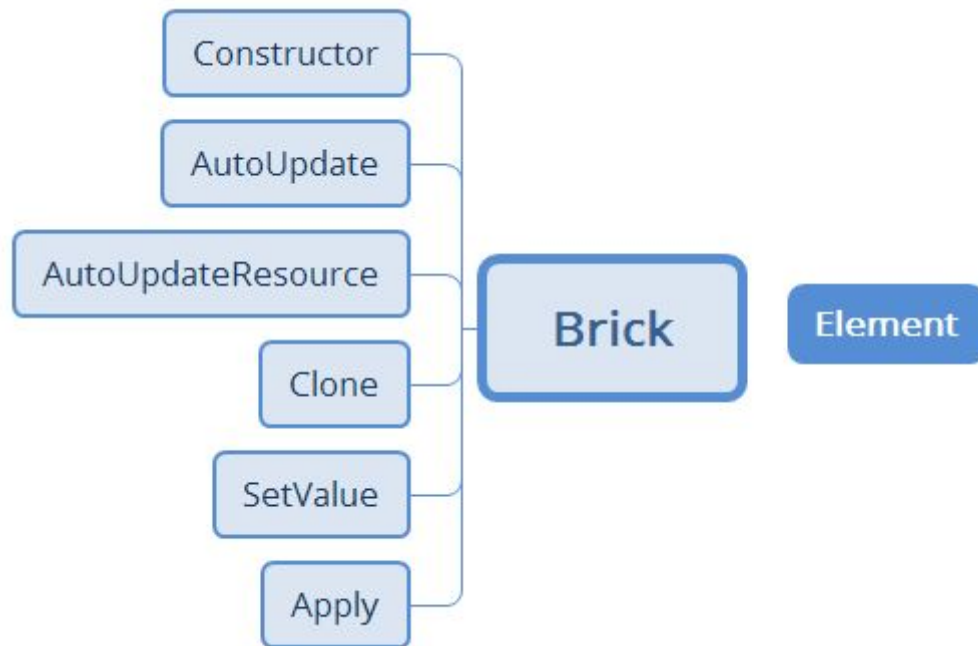 Constructor
AutoUpdate
AutoUpdateResource
Clone
SetValue
Apply
Brick
Element